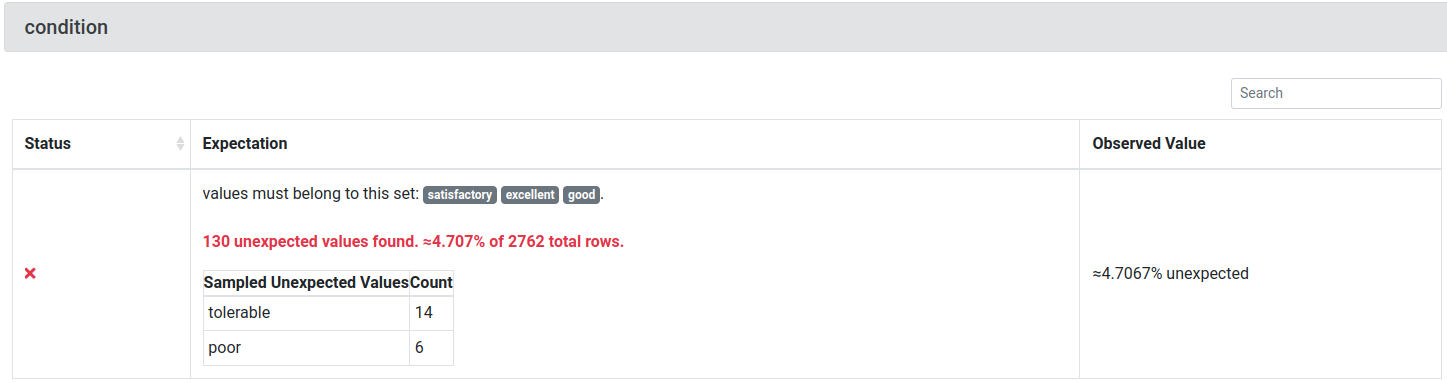 condition
Search
Status Expectation Observed Value
values must belong to this set: satisfactory excellent good.
130 unexpected values found. ≈4.707% of 2762 total rows.
≈4.7067% unexpected
Sampled Unexpected Values Count
tolerable 14
poor 6